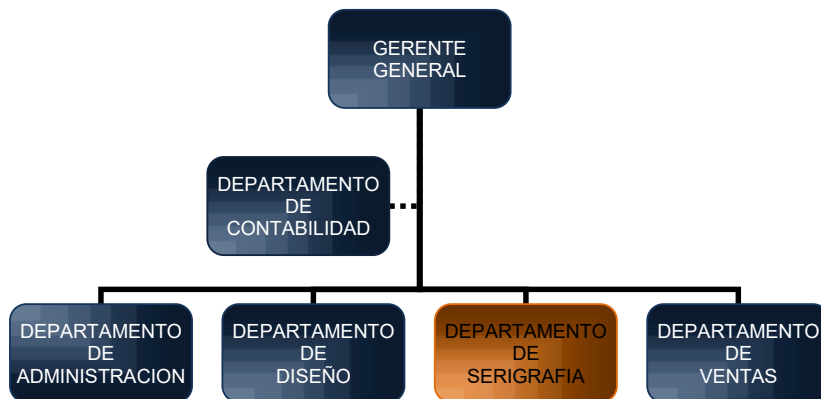 GERENTE
GENERAL
DEPARTAMENTO
DE
CONTABILIDAD
DEPARTAMENTO
DE
ADMINISTRACION
DEPARTAMENTO
DE
DISEÑO
DEPARTAMENTO
DE
SERIGRAFIA
DEPARTAMENTO
DE
VENTAS